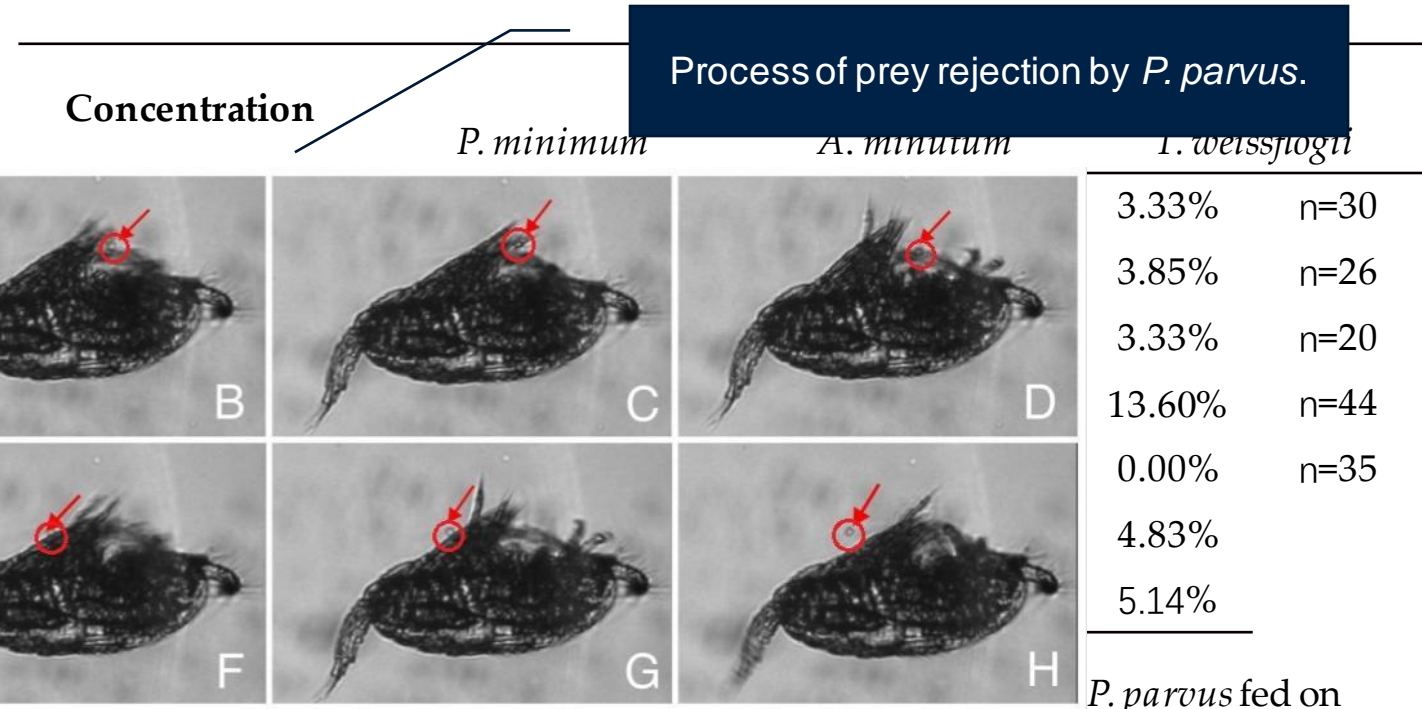 Process of prey rejection by P. parvus.
Concentration
P. minimum A. minutum T. weissflogii
B C D
3.33% n=30
3.85% n=26
3.33% n=20
13.60% n=44
0.00% n=35
F G H
4.83%
5.14%
P. parvus fed on